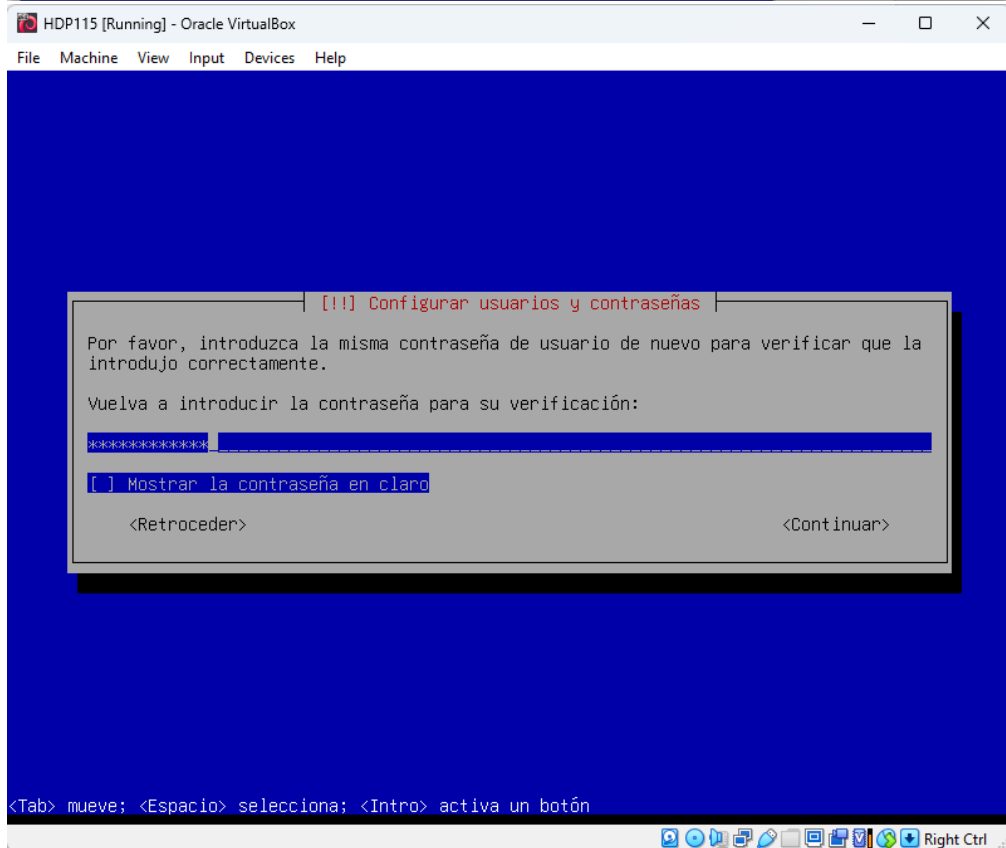 HDP115 [Running] - Oracle VirtualBox
File Machine View Input Devices Help
[!!] Configurar usuarios y contraseñas
Por favor, introduzca la misma contraseña de usuario de nuevo para verificar que la
introdujo correctamente.
Vuelva a introducir la contraseña para su verificación:
************
[ ] Mostrar la contraseña en claro
<Retroceder> <Continuar>
<Tab> mueve; <Espacio> selecciona; <Intro> activa un botón
Right Ctrl